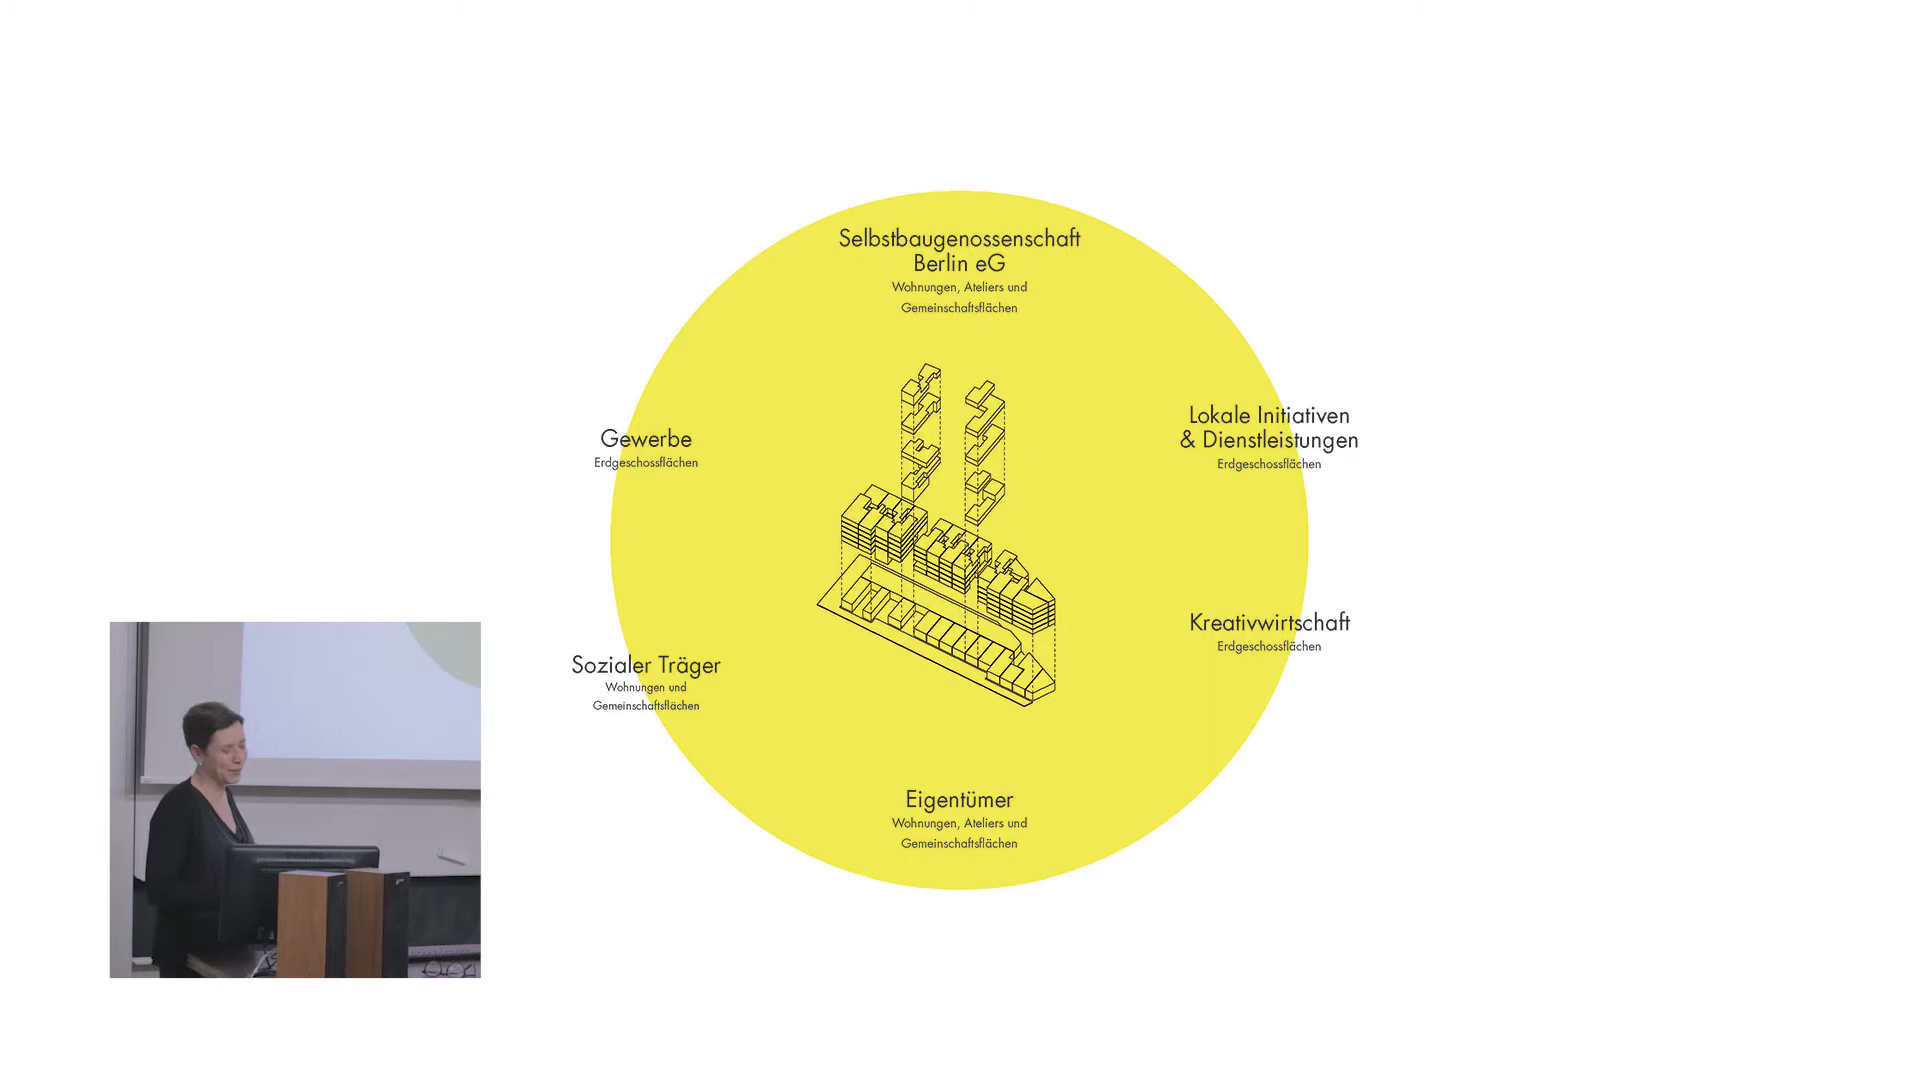 Selbstbaugenossenschaft
Berlin eG
Wohnungen, Ateliers und
Gemeinschaftsflächen
Lokale Initiativen
& Dienstleistungen
Erdgeschossflächen
Gewerbe
Erdgeschossflächen
Kreativwirtschaft
Erdgeschossflächen
Sozialer Träger
Wohnungen und
Gemeinschaftsflächen
Eigentümer
Wohnungen, Ateliers und
Gemeinschaftsflächen